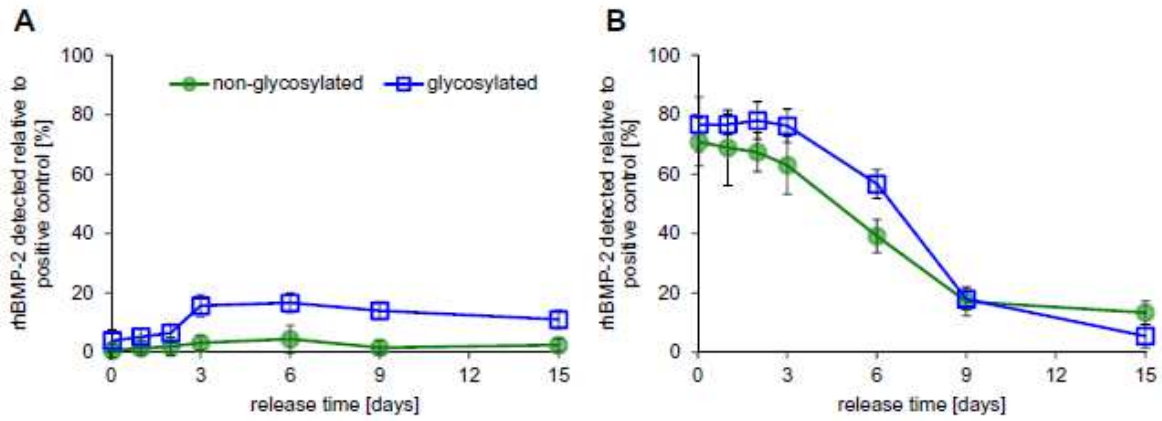 A
rhBMP-2 detected relative to
positive control [%]
100
80
60
40
20
0
non-glycosylated
glycosylated
0 3 6 9 12 15
release time [days]
B
rhBMP-2 detected relative to
positive control [%]
100
80
60
40
20
0
0 3 6 9 12 15
release time [days]